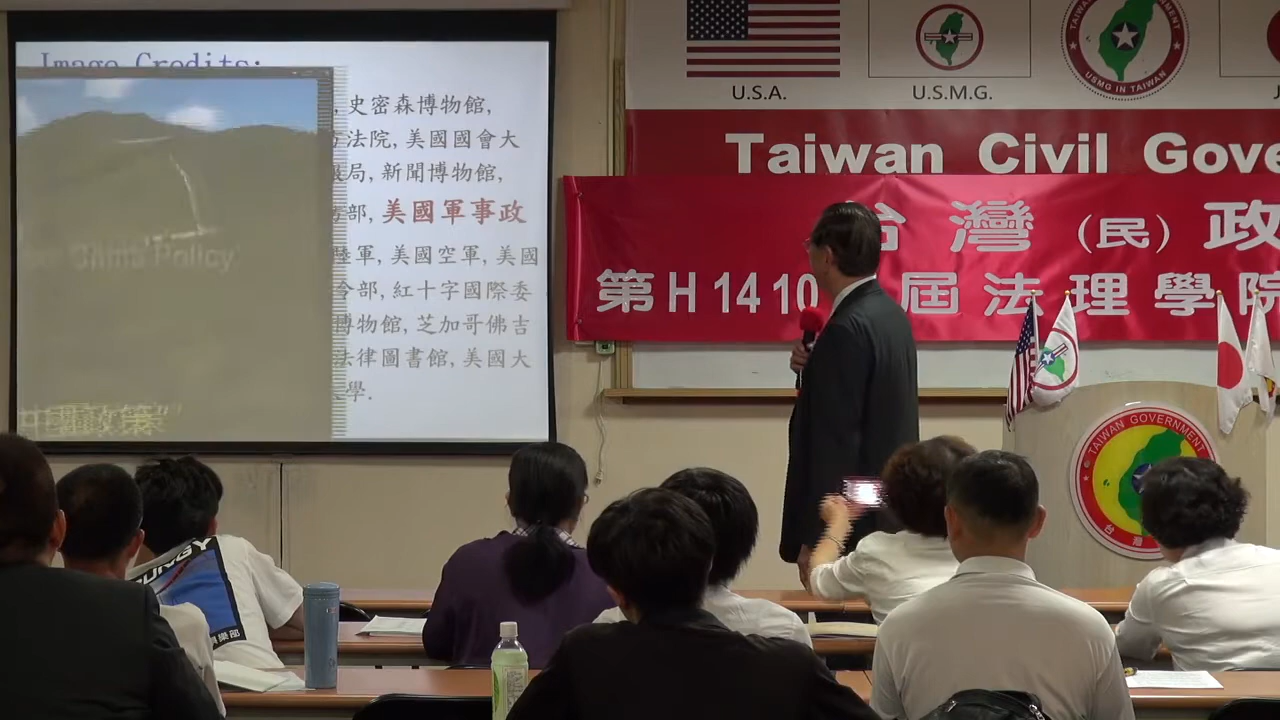 Image Credits:
, 史密森博物館,
法院, 美國國會大
局, 新聞博物館,
部, 美國軍事政
陸軍, 美國空軍, 美國
令部, 紅十字國際委
博物館, 芝加哥佛吉
法律圖書館, 美國大
學.
China Policy
中國政策"
U.S.A.
U.S.M.G.
TAIWAN
USMG IN TAIWAN
J
Taiwan Civil Gove
台灣（民）政
第H1410 屆法理學院
TAIWAN GOVERNMENT
台灣
UNGY
樂部